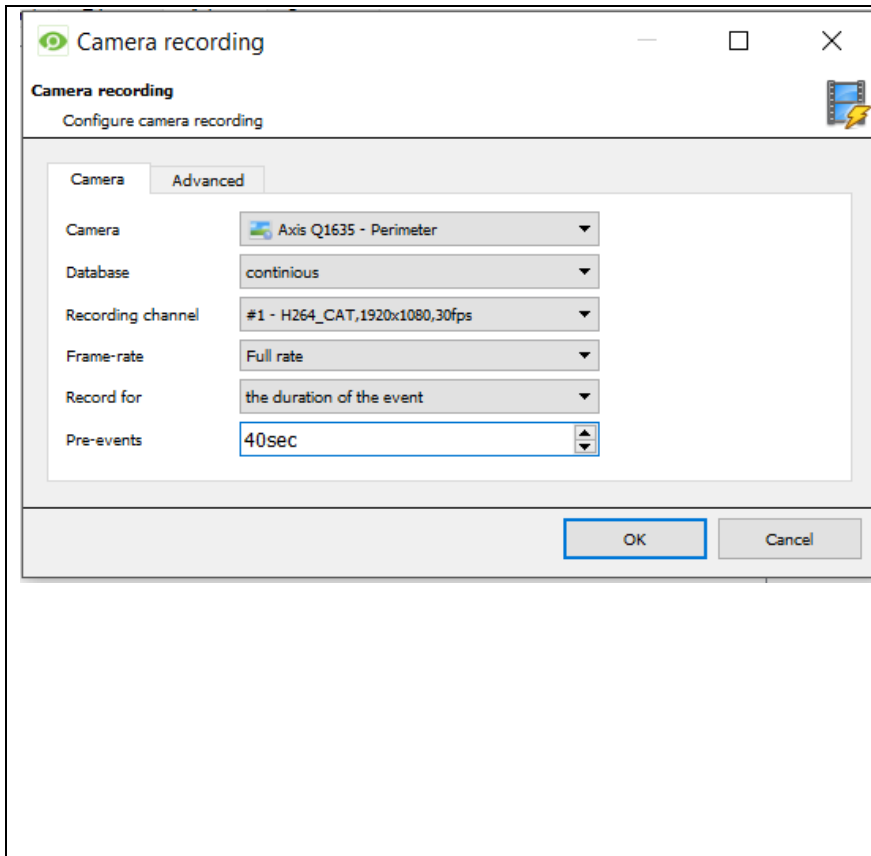 Camera recording
Camera recording
Configure camera recording
Camera Advanced
Camera Axis Q1635 - Perimeter
Database continious
Recording channel #1 - H264_CAT,1920x1080,30fps
Frame-rate Full rate
Record for the duration of the event
Pre-events 40sec
OK Cancel